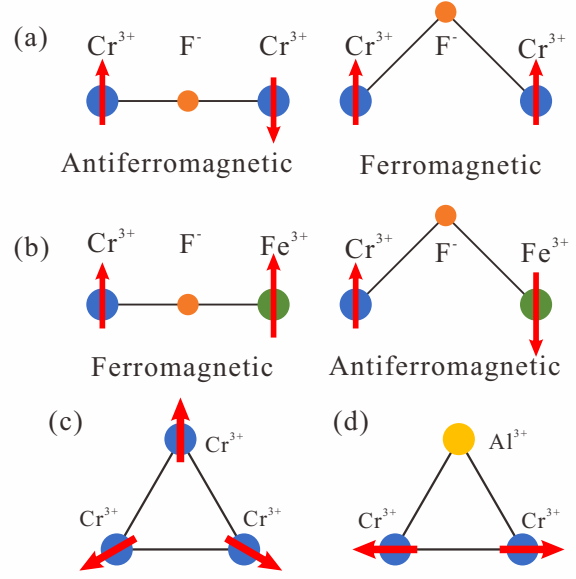 (a) Cr³⁺ F⁻ Cr³⁺ Cr³⁺ F⁻ Cr³⁺
Antiferromagnetic Ferromagnetic
(b) Cr³⁺ F⁻ Fe³⁺ Cr³⁺ F⁻ Fe³⁺
Ferromagnetic Antiferromagnetic
(c) Cr³⁺ (d) Al³⁺
Cr³⁺ Cr³⁺ Cr³⁺ Cr³⁺